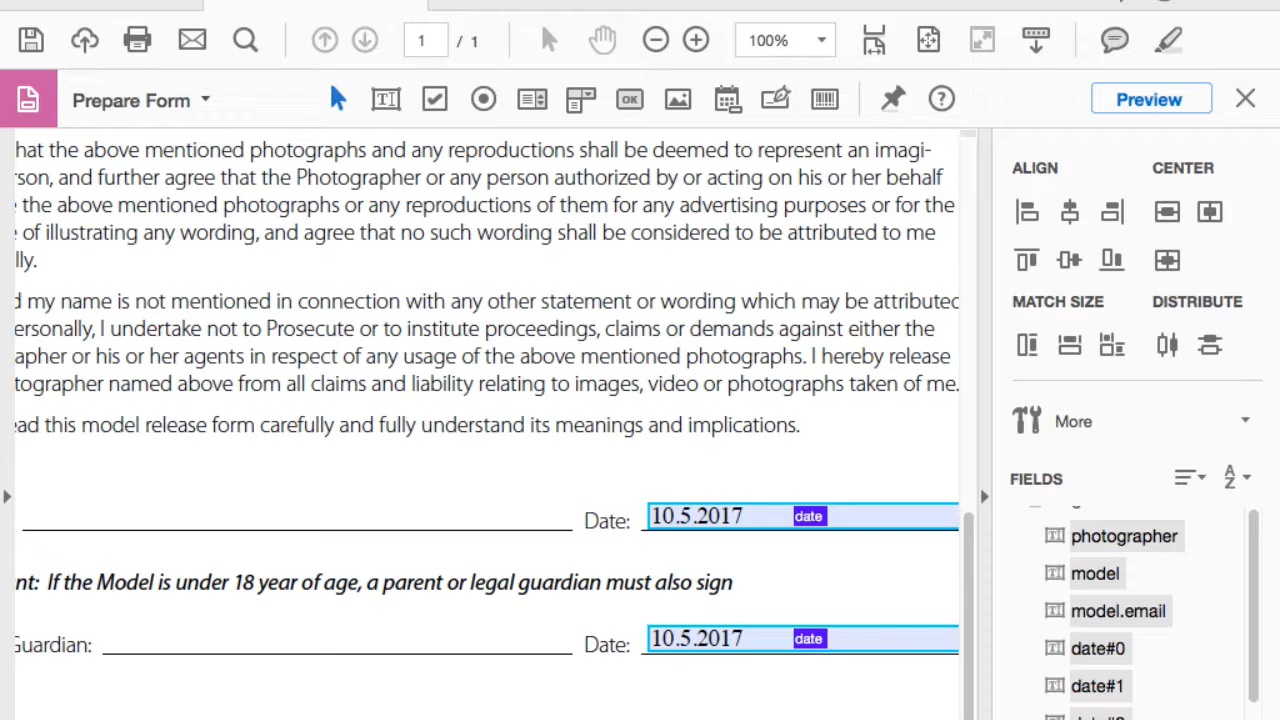 1 / 1
100%
Prepare Form
OK
Preview
hat the above mentioned photographs and any reproductions shall be deemed to represent an imagi-
rson, and further agree that the Photographer or any person authorized by or acting on his or her behalf
the above mentioned photographs or any reproductions of them for any advertising purposes or for the
of illustrating any wording, and agree that no such wording shall be considered to be attributed to me
lly.
d my name is not mentioned in connection with any other statement or wording which may be attributed
ersonally, I undertake not to Prosecute or to institute proceedings, claims or demands against either the
apher or his or her agents in respect of any usage of the above mentioned photographs. I hereby release
tographer named above from all claims and liability relating to images, video or photographs taken of me.
ead this model release form carefully and fully understand its meanings and implications.
Date: 10.5.2017 date
nt: If the Model is under 18 year of age, a parent or legal guardian must also sign
Guardian: Date: 10.5.2017 date
ALIGN CENTER
MATCH SIZE DISTRIBUTE
More
FIELDS
photographer
model
model.email
date#0
date#1